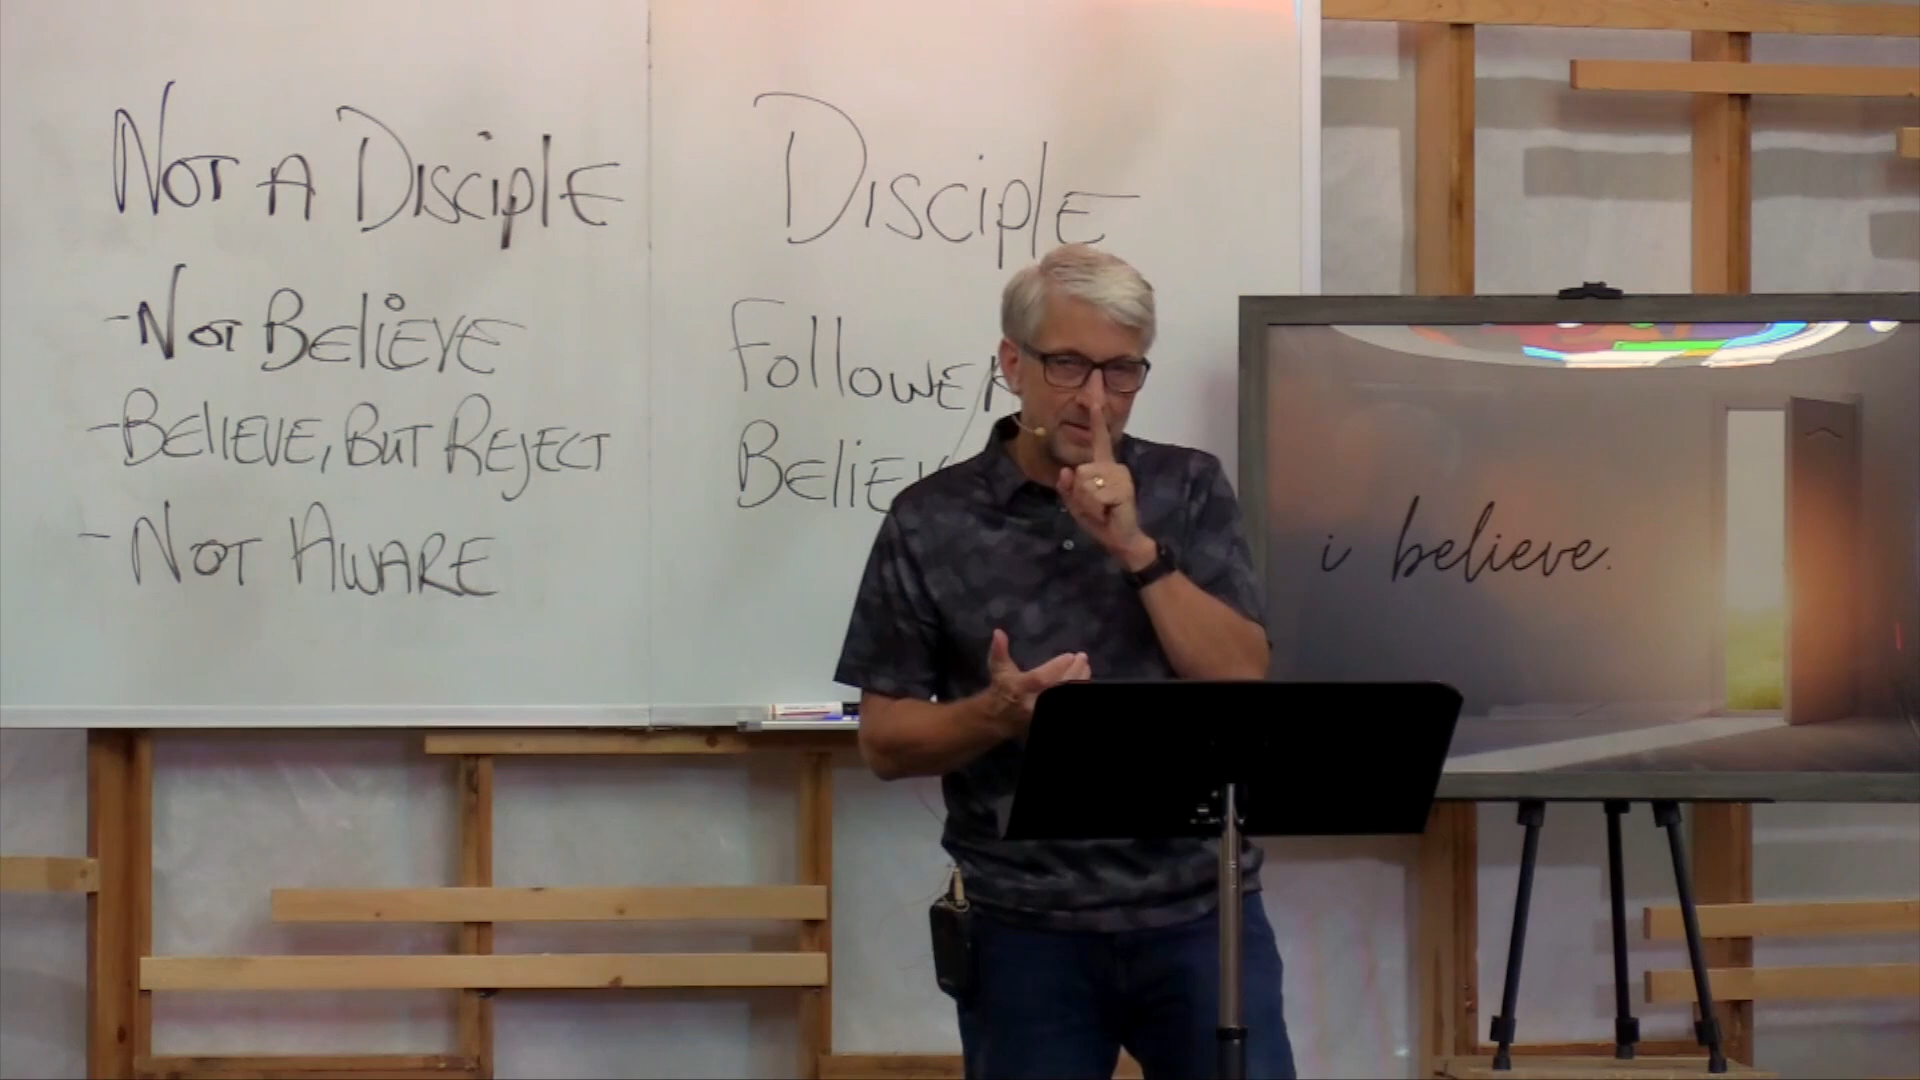 Not A Disciple
- Not Believe
- Believe, But Reject
- Not Aware
Disciple
Follower
i believe.